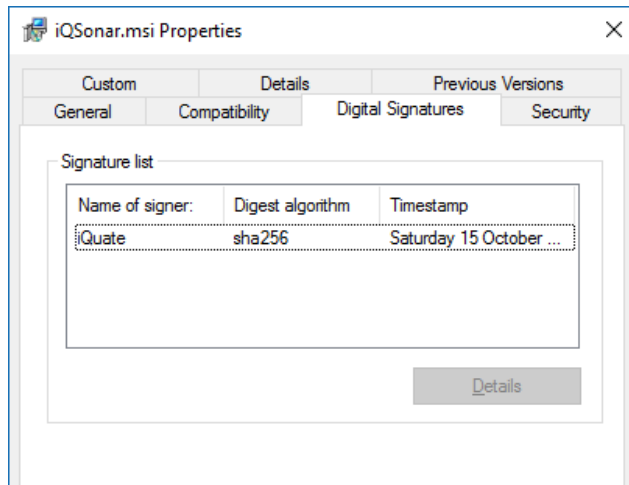 iQSonar.msi Properties
Custom Details Previous Versions
General Compatibility Digital Signatures Security
Signature list
Name of signer: Digest algorithm Timestamp
iQuate sha256 Saturday 15 October ...
Details